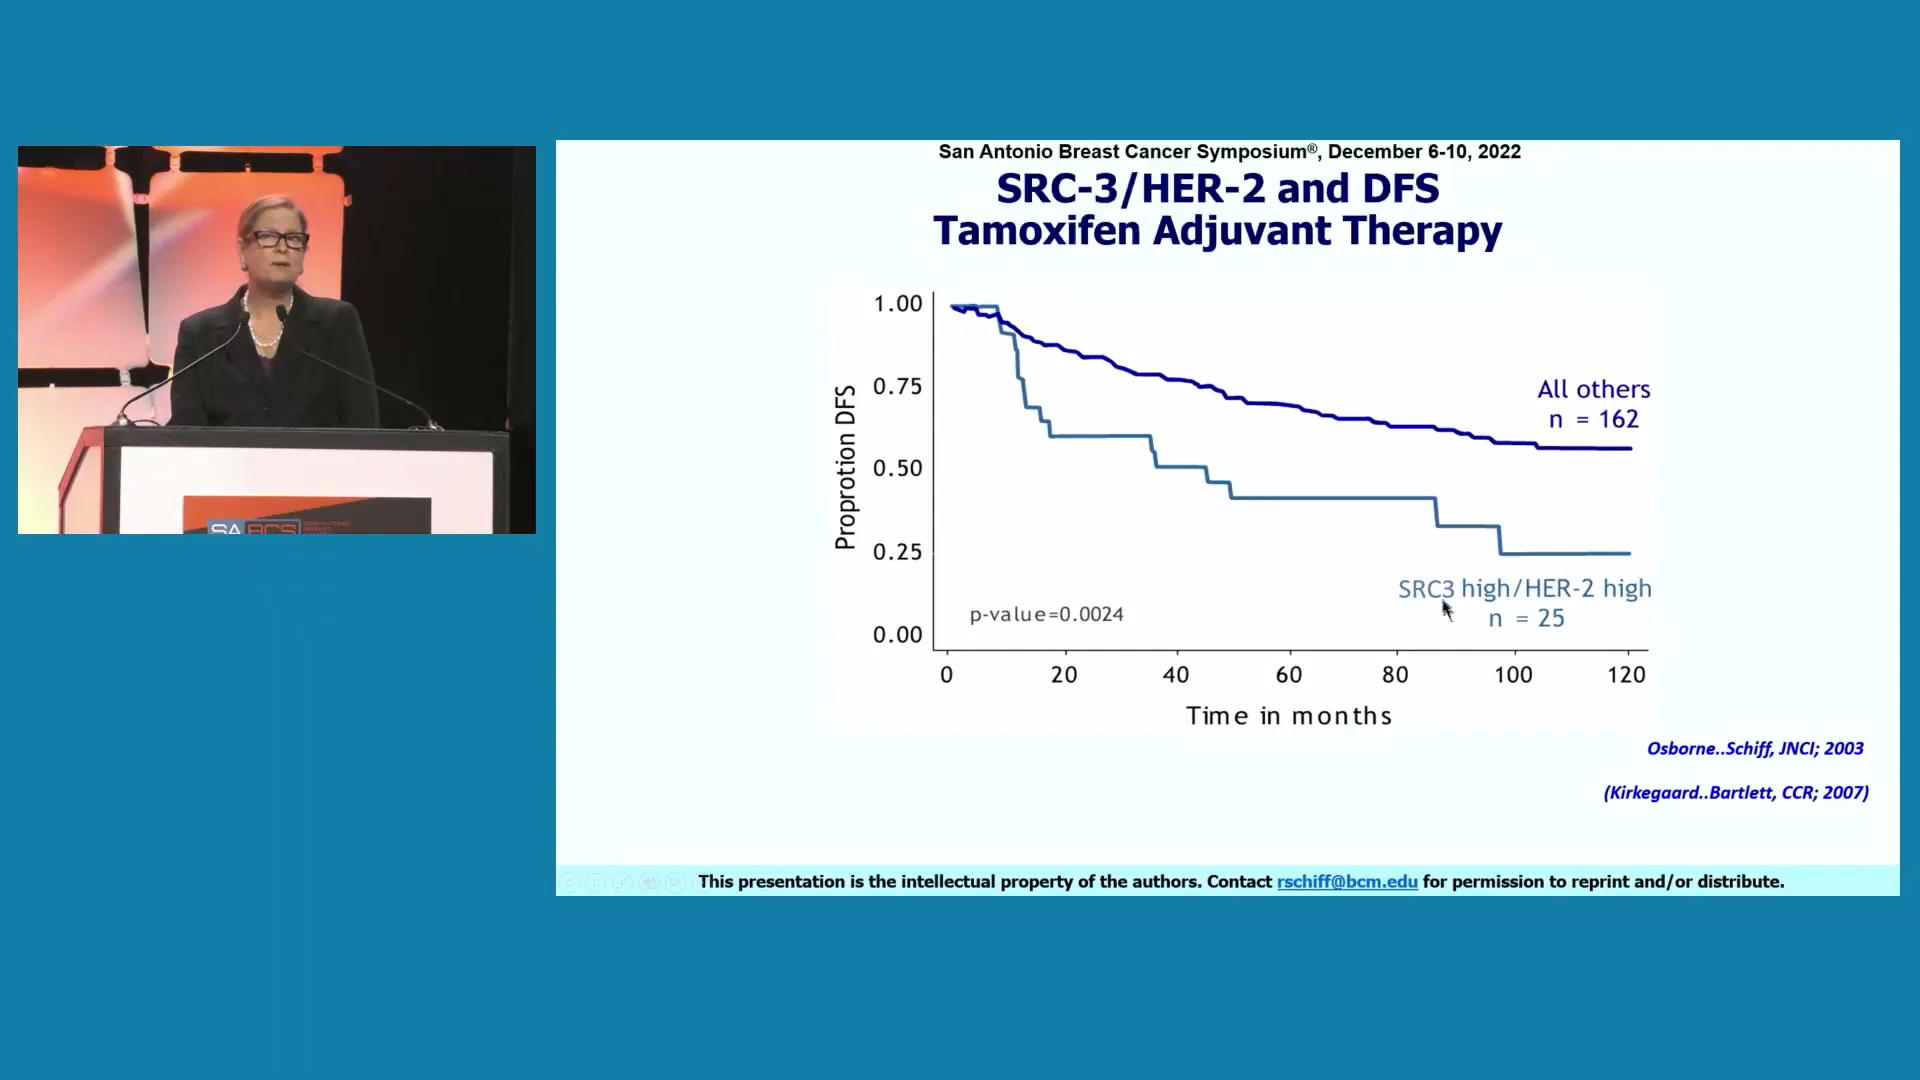 SA BCS
San Antonio Breast Cancer Symposium®, December 6-10, 2022
SRC-3/HER-2 and DFS
Tamoxifen Adjuvant Therapy
Proprotion DFS
1.00
0.75
0.50
0.25
0.00
All others
n = 162
SRC3 high/HER-2 high
n = 25
p-value=0.0024
0 20 40 60 80 100 120
Time in months
Osborne..Schiff, JNCI; 2003
(Kirkegaard..Bartlett, CCR; 2007)
This presentation is the intellectual property of the authors. Contact rschiff@bcm.edu for permission to reprint and/or distribute.